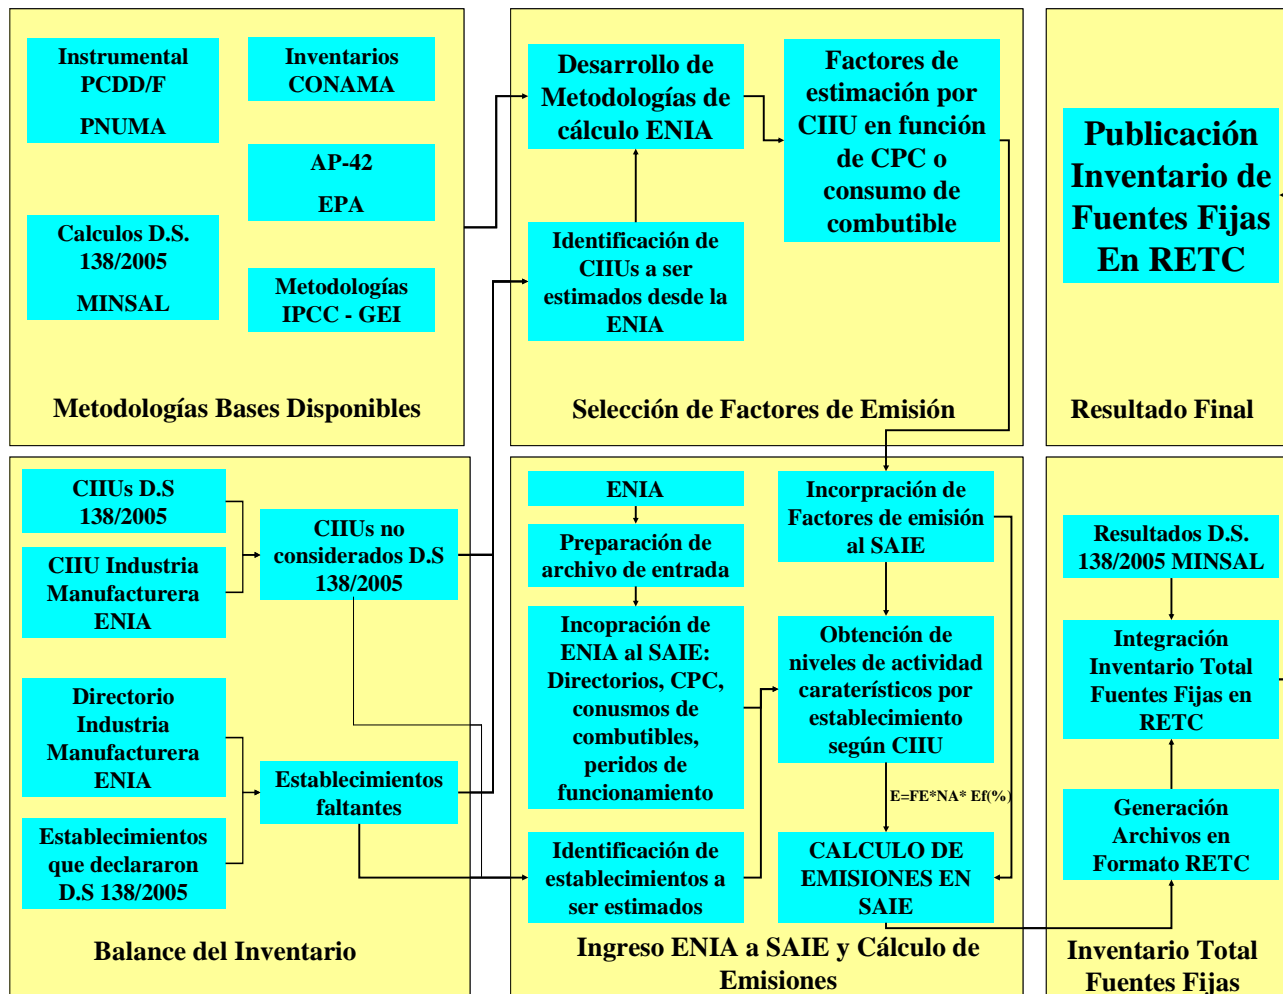 Instrumental
PCDD/F
PNUMA
Inventarios
CONAMA
AP-42
EPA
Calculos D.S.
138/2005
MINSAL
Metodologías
IPCC - GEI
Metodologías Bases Disponibles
Desarrollo de
Metodologías de
cálculo ENIA
Factores de
estimación por
CIIU en función
de CPC o
consumo de
combutible
Identificación de
CIIUs a ser
estimados desde la
ENIA
Selección de Factores de Emisión
Publicación
Inventario de
Fuentes Fijas
En RETC
Resultado Final
CIIUs D.S
138/2005
CIIU Industria
Manufacturera
ENIA
CIIUs no
considerados D.S
138/2005
Directorio
Industria
Manufacturera
ENIA
Establecimientos
faltantes
Establecimientos
que declararon
D.S 138/2005
Balance del Inventario
ENIA
Preparación de
archivo de entrada
Incopración de
ENIA al SAIE:
Directorios, CPC,
conusmos de
combutibles,
peridos de
funcionamiento
Identificación de
establecimientos a
ser estimados
Incorpración de
Factores de emisión
al SAIE
Obtención de
niveles de actividad
caraterísticos por
establecimiento
según CIIU
E=FE*NA* Ef(%)
CALCULO DE
EMISIONES EN
SAIE
Ingreso ENIA a SAIE y Cálculo de
Emisiones
Resultados D.S.
138/2005 MINSAL
Integración
Inventario Total
Fuentes Fijas en
RETC
Generación
Archivos en
Formato RETC
Inventario Total
Fuentes Fijas